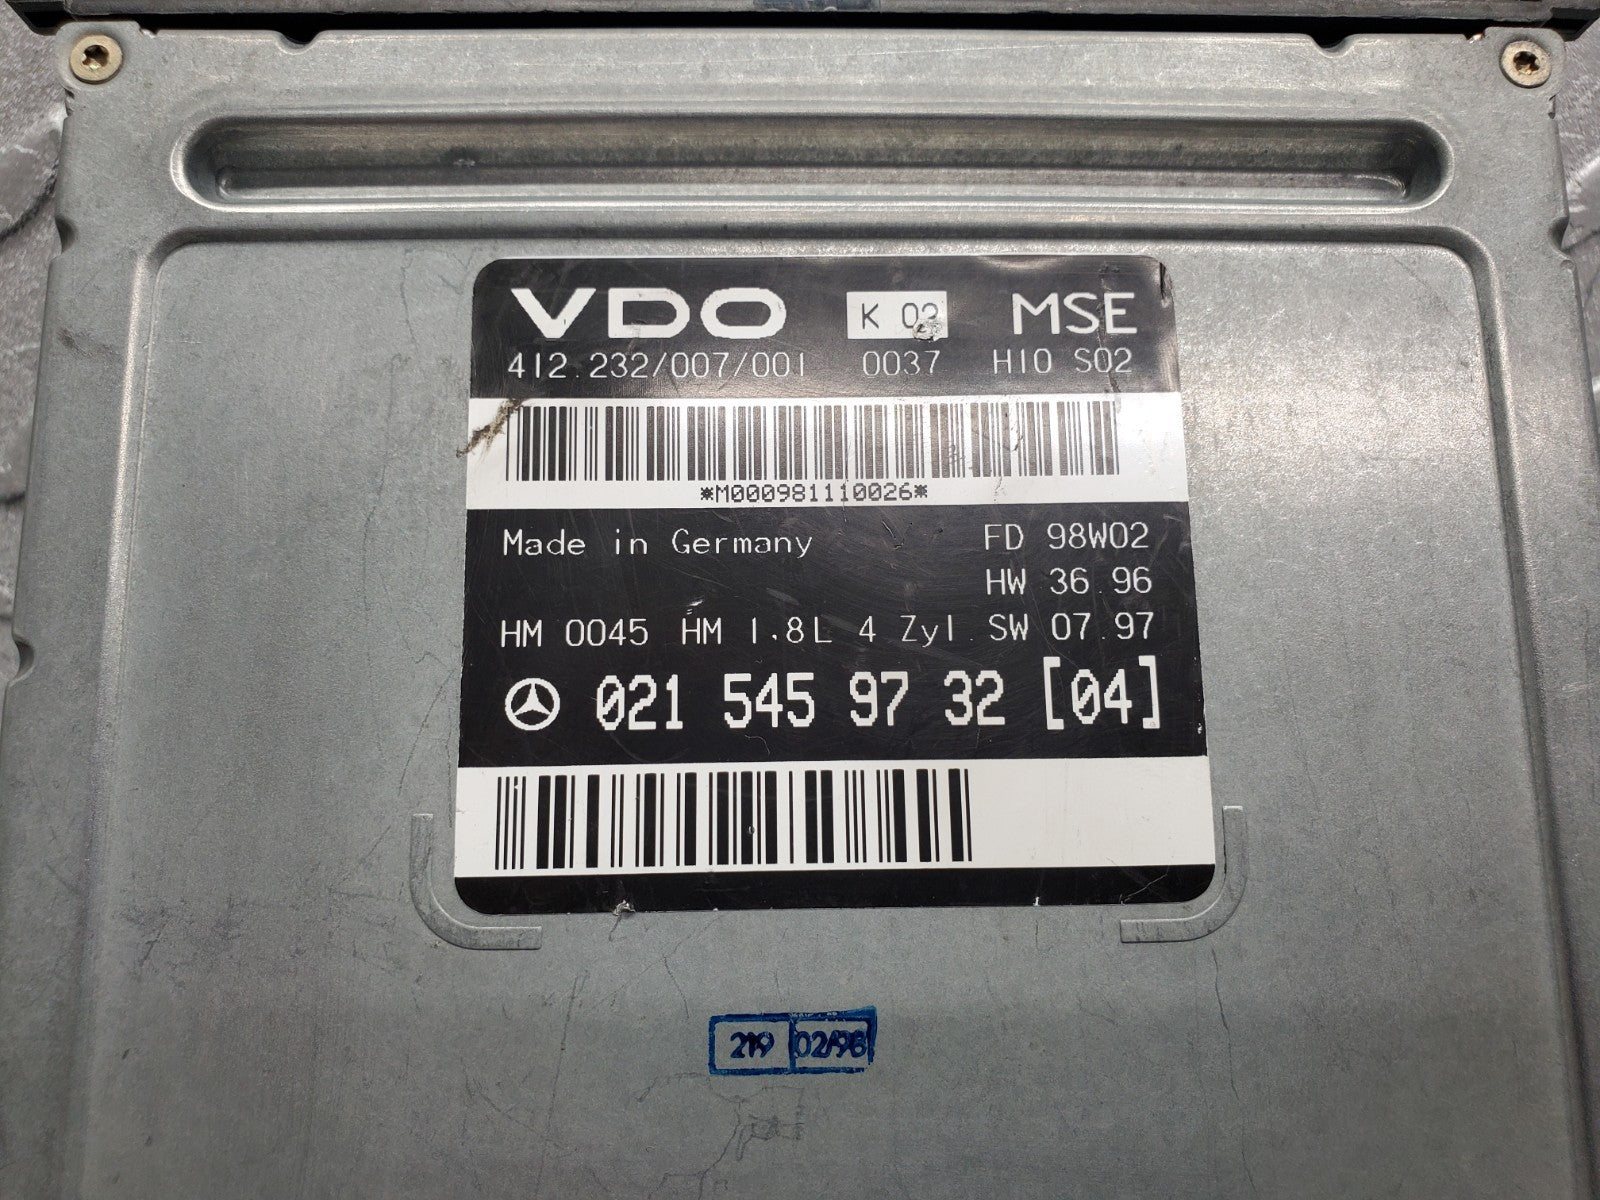 VDO K 02 MSE
412.232/007/001 0037 H10 S02
*M000981110026*
Made in Germany FD 98W02
HW 36.96
HM 0045 HM 1.8L 4 Zyl. SW 07.97
021 545 97 32 [04]
219 02/98